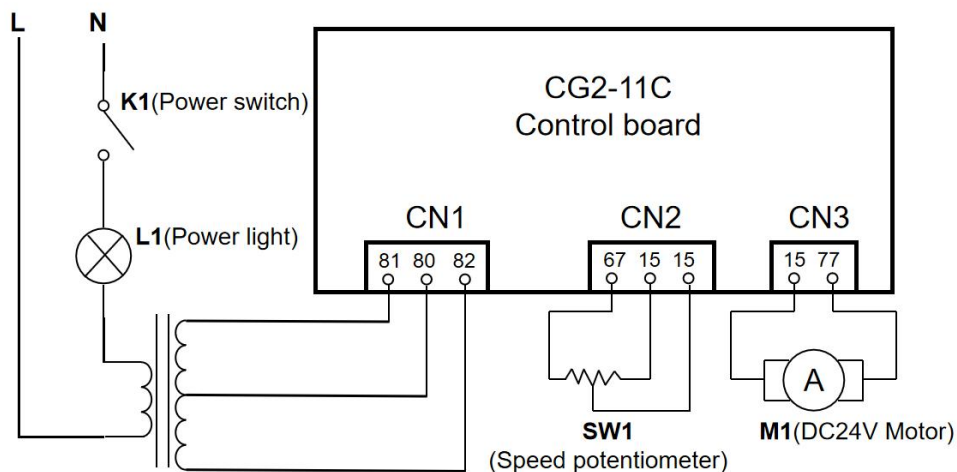 L
N
K1(Power switch)
CG2-11C
Control board
L1(Power light)
CN1
CN2
CN3
81 80 82
67 15 15
15 77
A
SW1
(Speed potentiometer)
M1(DC24V Motor)